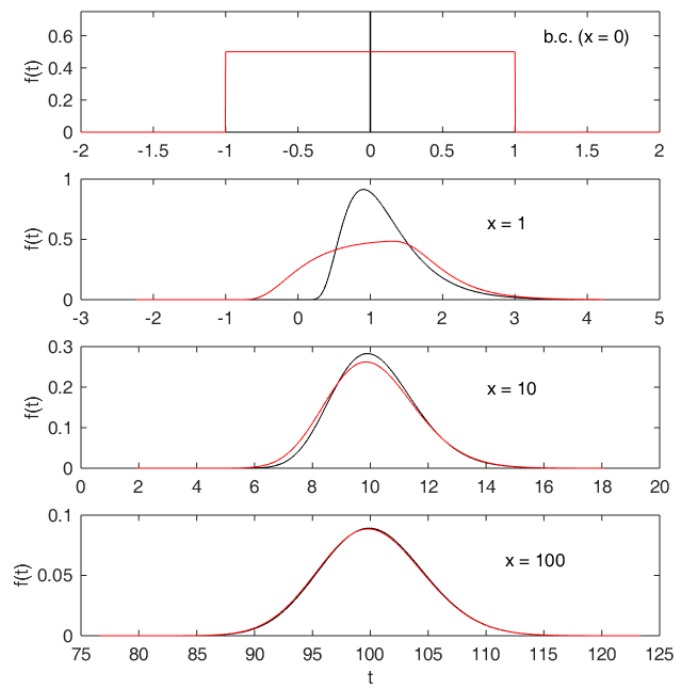 f(t)
0.6
0.4
0.2
0
b.c. (x = 0)
-2 -1.5 -1 -0.5 0 0.5 1 1.5 2
f(t)
1
0.5
0
x = 1
-3 -2 -1 0 1 2 3 4 5
f(t)
0.3
0.2
0.1
0
x = 10
0 2 4 6 8 10 12 14 16 18 20
f(t)
0.1
0.05
0
x = 100
75 80 85 90 95 100 105 110 115 120 125
t